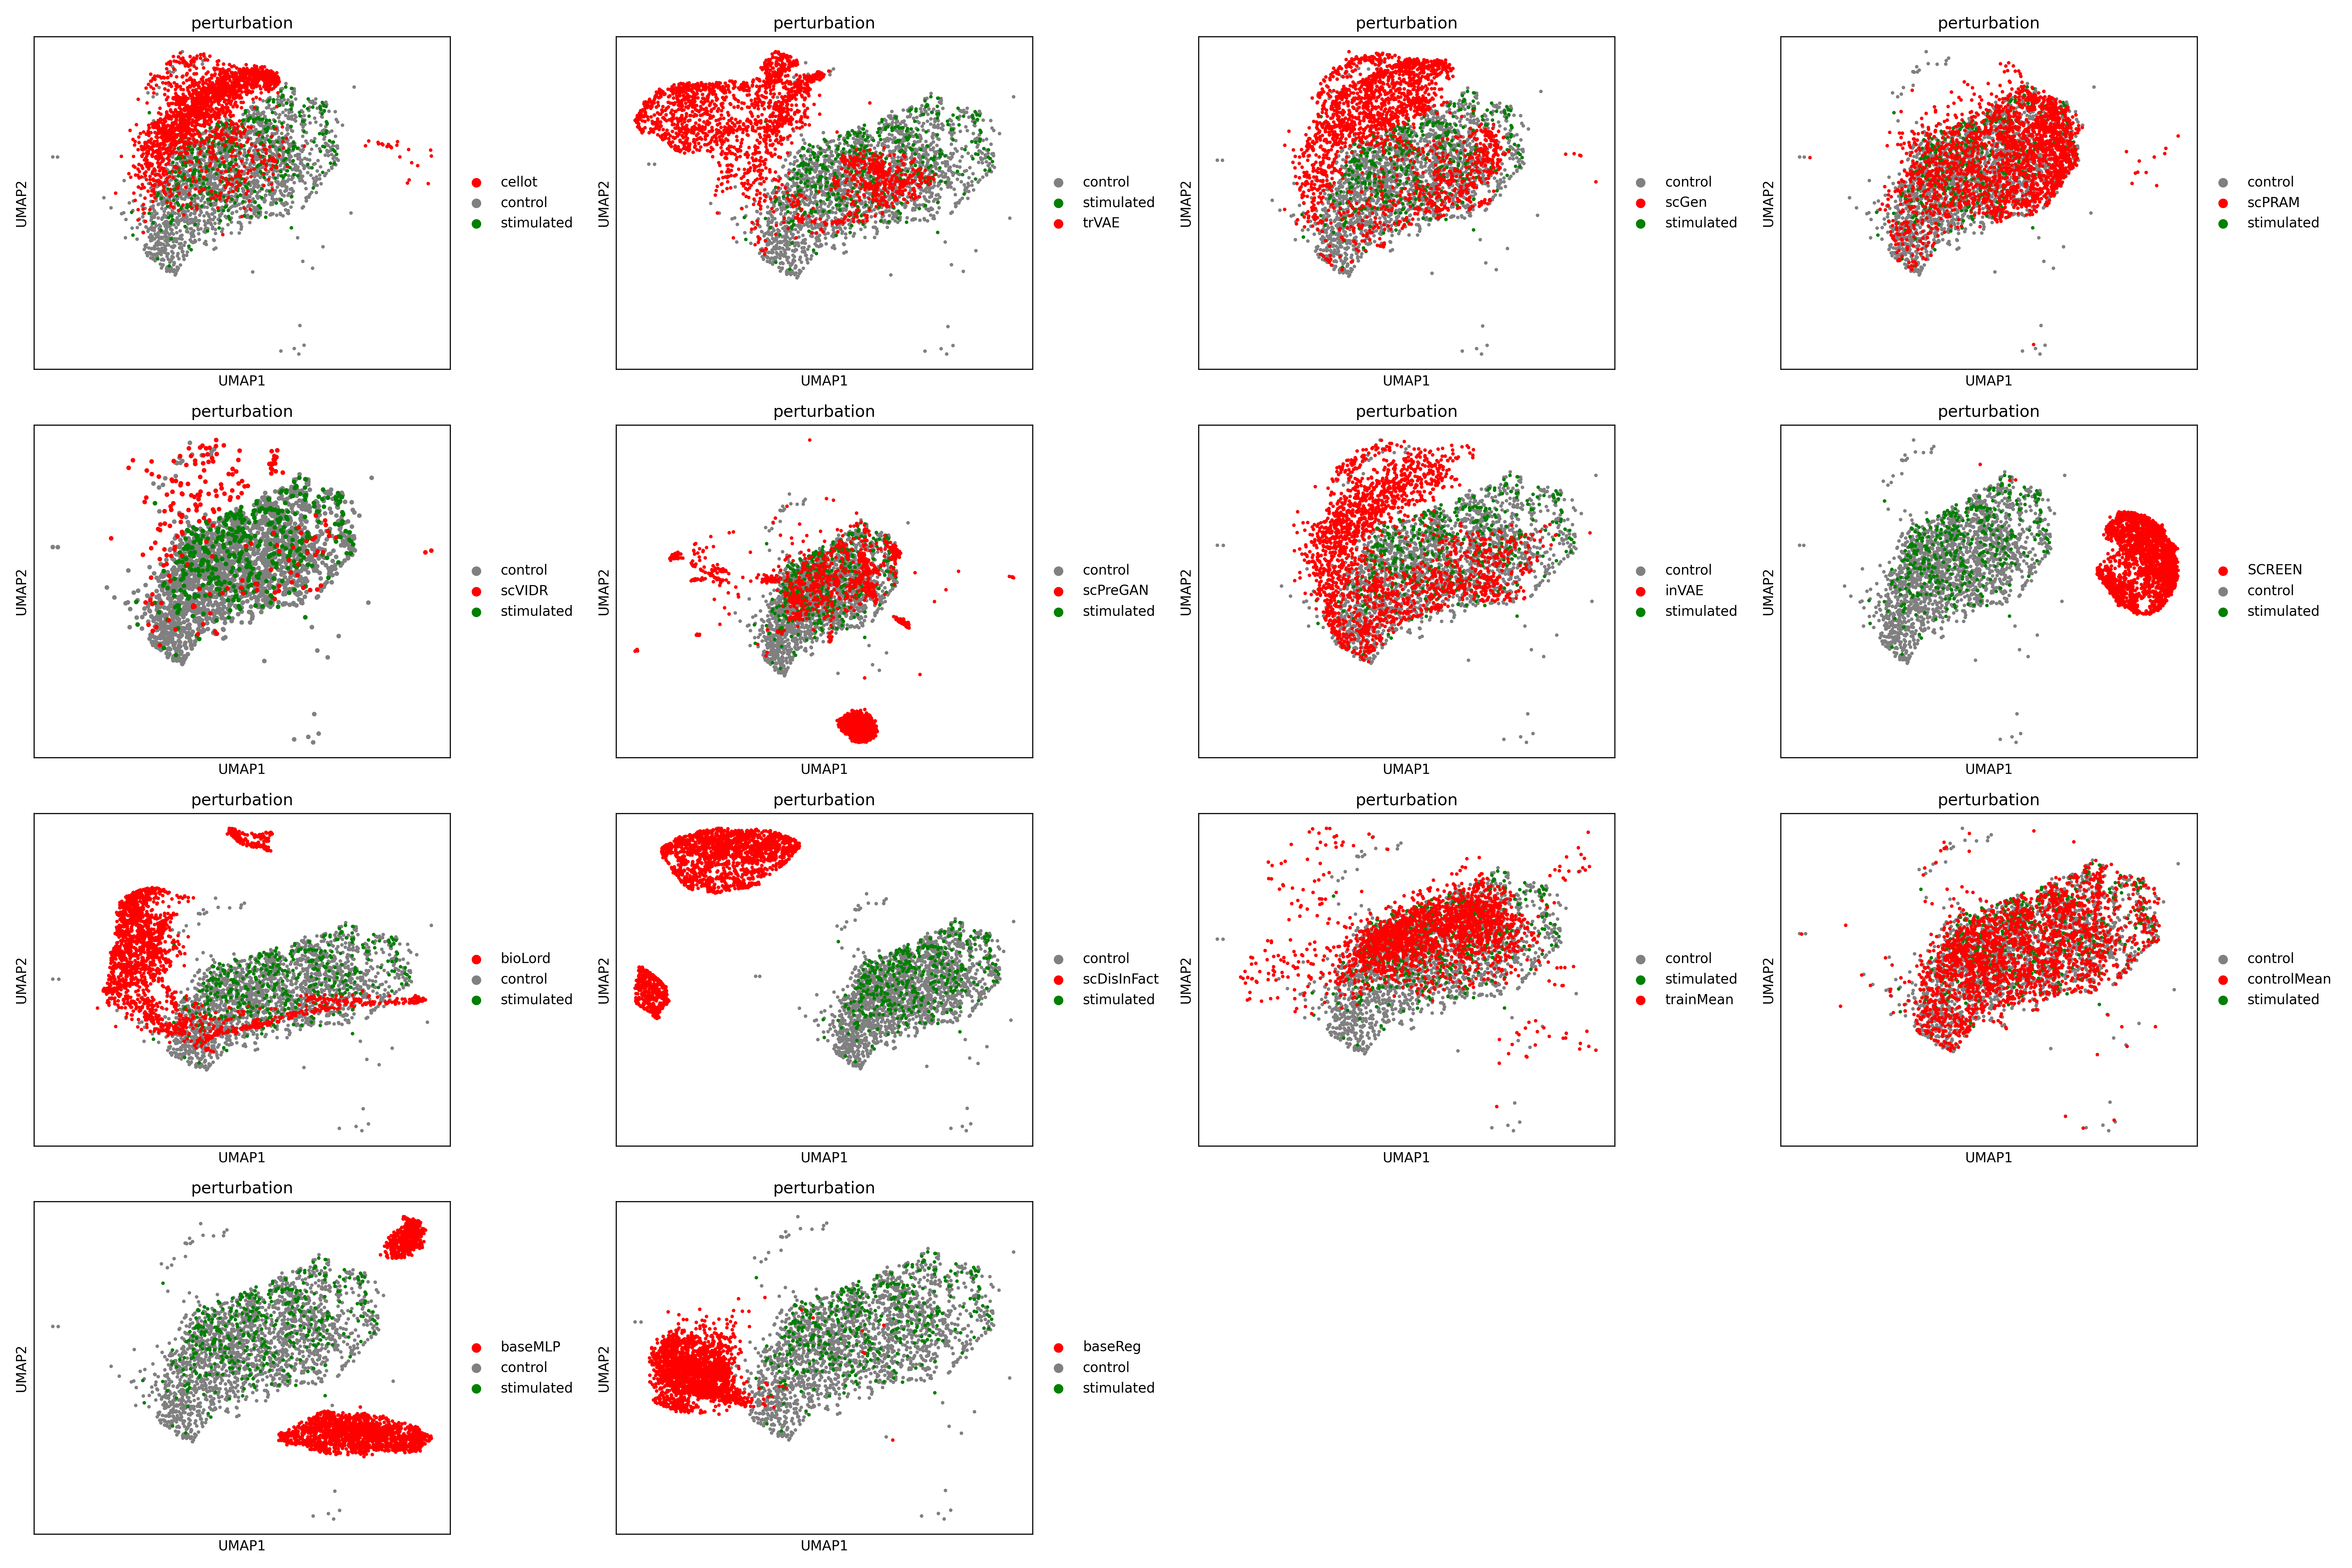 perturbation
UMAP2
UMAP1
cellot
control
stimulated
perturbation
UMAP2
UMAP1
control
stimulated
trVAE
perturbation
UMAP2
UMAP1
control
scGen
stimulated
perturbation
UMAP2
UMAP1
control
scPRAM
stimulated
perturbation
UMAP2
UMAP1
control
scVIDR
stimulated
perturbation
UMAP2
UMAP1
control
scPreGAN
stimulated
perturbation
UMAP2
UMAP1
control
inVAE
stimulated
perturbation
UMAP2
UMAP1
SCREEN
control
stimulated
perturbation
UMAP2
UMAP1
bioLord
control
stimulated
perturbation
UMAP2
UMAP1
control
scDisInFact
stimulated
perturbation
UMAP2
UMAP1
control
stimulated
trainMean
perturbation
UMAP2
UMAP1
control
controlMean
stimulated
perturbation
UMAP2
UMAP1
baseMLP
control
stimulated
perturbation
UMAP2
UMAP1
baseReg
control
stimulated